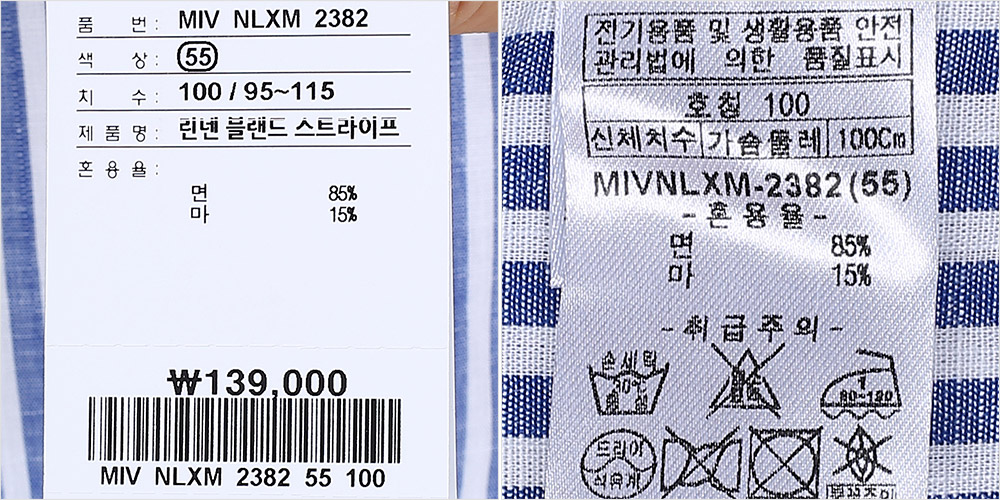 품 번 : MIV NLXM 2382
색 상 : 55
치 수 : 100 / 95~115
제 품 명 : 린넨 블랜드 스트라이프
혼 용 율 :
면 85%
마 15%
₩139,000
MIV NLXM 2382 55 100
전기용품 및 생활용품 안전
관리법에 의한 품질표시
호칭 100
신체치수 가슴둘레 100Cm
MIVNLXM-2382(55)
-혼용율-
면 85%
마 15%
-취급주의-
손세탁
30℃
중성
1
80-120
드라이
석유계